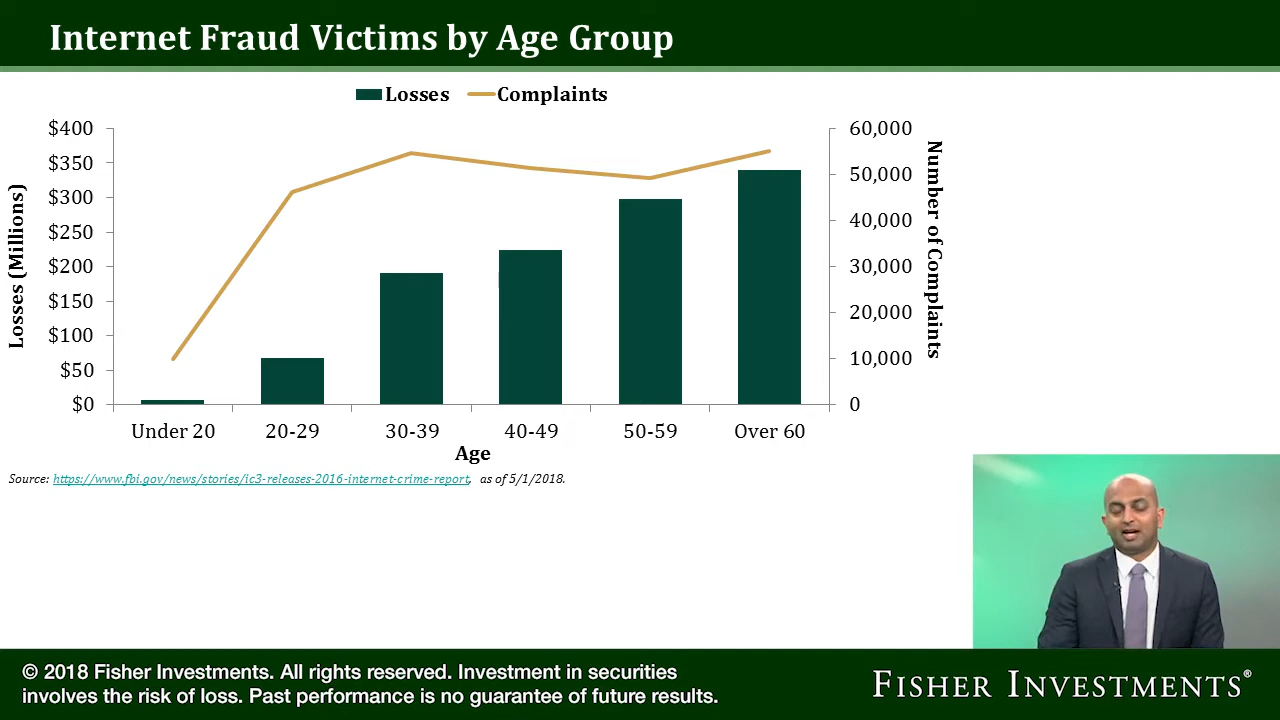 Internet Fraud Victims by Age Group
Losses Complaints
$400
$350
$300
$250
$200
$150
$100
$50
$0
Losses (Millions)
60,000
50,000
40,000
30,000
20,000
10,000
0
Number of Complaints
Under 20 20-29 30-39 40-49 50-59 Over 60
Age
Source: https://www.fbi.gov/news/stories/ic3-releases-2016-internet-crime-report, as of 5/1/2018.
© 2018 Fisher Investments. All rights reserved. Investment in securities
involves the risk of loss. Past performance is no guarantee of future results.
FISHER INVESTMENTS®